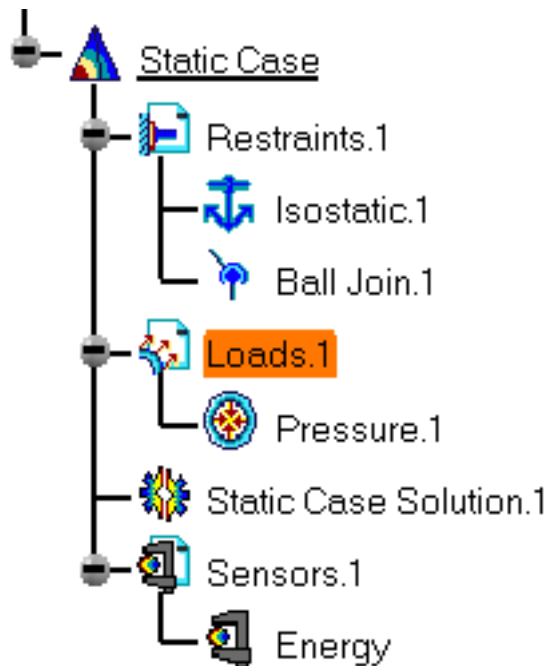 Static Case
Restraints.1
Isostatic.1
Ball Join.1
Loads.1
Pressure.1
Static Case Solution.1
Sensors.1
Energy